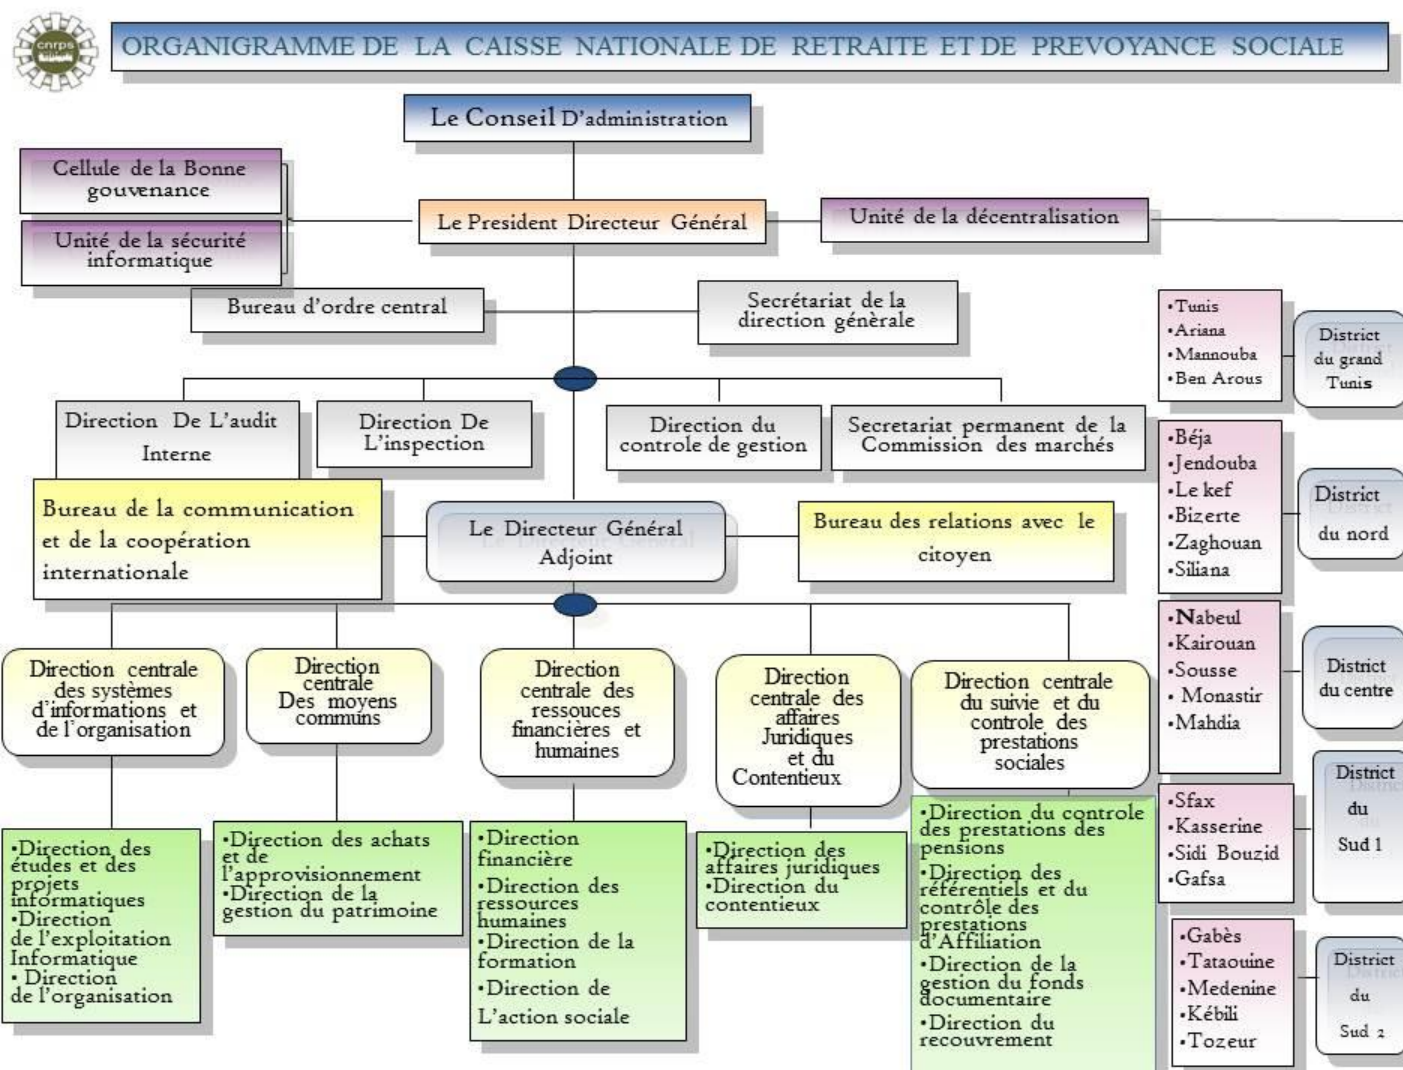 cnrps
ORGANIGRAMME DE LA CAISSE NATIONALE DE RETRAITE ET DE PREVOYANCE SOCIALE
Le Conseil D'administration
Cellule de la Bonne
gouvenance
Unité de la sécurité
informatique
Le President Directeur Général
Unité de la décentralisation
Bureau d'ordre central
Secrétariat de la
direction génèrale
Direction De L'audit
Interne
Direction De
L'inspection
Direction du
controle de gestion
Secretariat permanent de la
Commission des marchés
Bureau de la communication
et de la coopération
internationale
Le Directeur Général
Adjoint
Bureau des relations avec le
citoyen
Direction centrale
des systèmes
d'informations et
de l'organisation
Direction
centrale
Des moyens
communs
Direction
centrale des
ressouces
financières et
humaines
Direction
centrale des
affaires
Juridiques
et du
Contentieux
Direction centrale
du suivie et du
controle des
prestations
sociales
•Direction des
études et des
projets
informatiques
•Direction
de l'exploitation
Informatique
• Direction
de l'organisation
•Direction des achats
et de
l'approvisionnement
•Direction de la
gestion du patrimoine
•Direction
financière
•Direction des
ressources
humaines
•Direction de la
formation
•Direction de
L'action sociale
•Direction des
affaires juridiques
•Direction du
contentieux
•Direction du controle
des prestations des
pensions
•Direction des
référentiels et du
contrôle des
prestations
d'Affiliation
•Direction de la
gestion du fonds
documentaire
•Direction du
recouvrement
•Tunis
•Ariana
•Mannouba
•Ben Arous
District
du grand
Tunis
•Béja
•Jendouba
•Le kef
•Bizerte
•Zaghouan
•Siliana
District
du nord
•Nabeul
•Kairouan
•Sousse
• Monastir
•Mahdia
District
du centre
•Sfax
•Kasserine
•Sidi Bouzid
•Gafsa
District
du
Sud 1
•Gabès
•Tataouine
•Medenine
•Kébili
•Tozeur
District
du
Sud 2